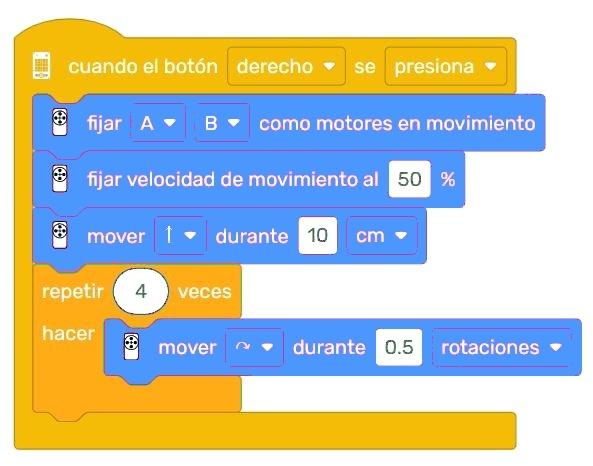 cuando el botón derecho se presiona
fijar A B como motores en movimiento
fijar velocidad de movimiento al 50 %
mover ↑ durante 10 cm
repetir 4 veces
hacer
mover ↷ durante 0.5 rotaciones